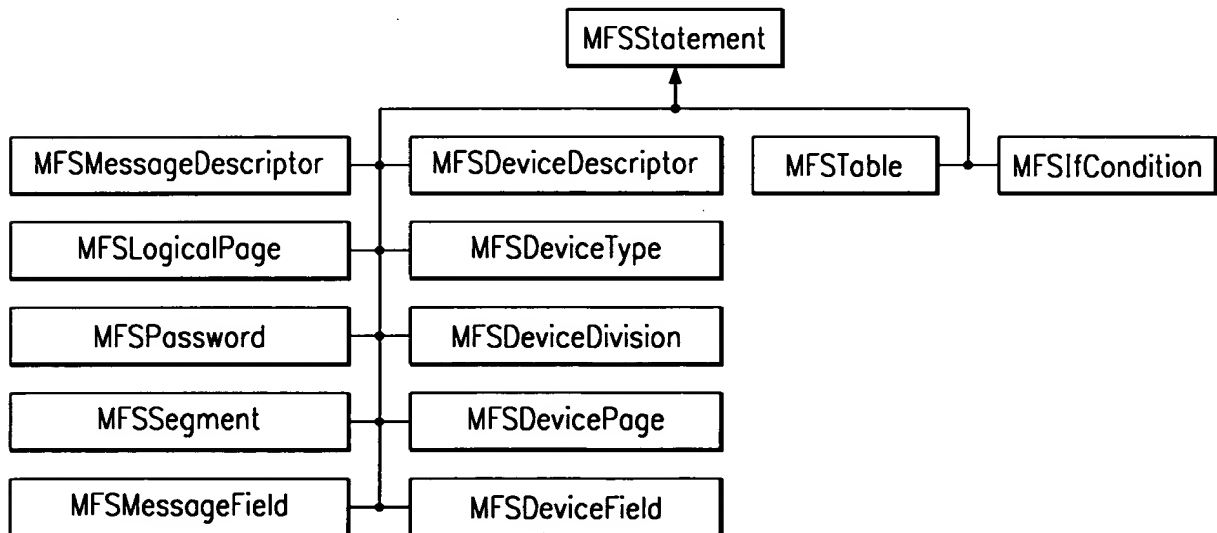 MFSStatement
MFSMessageDescriptor MFSDeviceDescriptor MFSTable MFSIfCondition
MFSLogicalPage MFSDeviceType
MFSPassword MFSDeviceDivision
MFSSegment MFSDevicePage
MFSMessageField MFSDeviceField